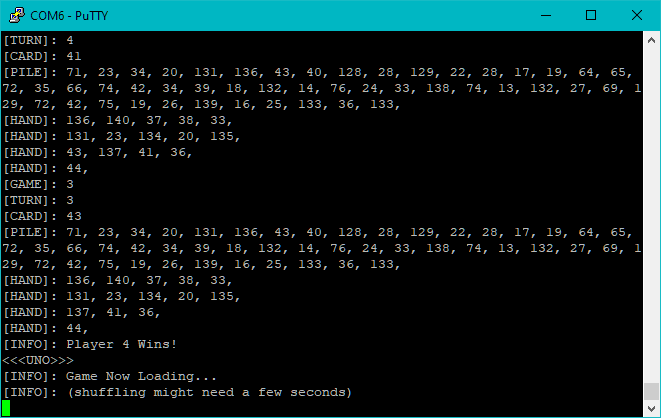 COM6 - PuTTY
[TURN]: 4
[CARD]: 41
[PILE]: 71, 23, 34, 20, 131, 136, 43, 40, 128, 28, 129, 22, 28, 17, 19, 64, 65,
72, 35, 66, 74, 42, 34, 39, 18, 132, 14, 76, 24, 33, 138, 74, 13, 132, 27, 69, 1
29, 72, 42, 75, 19, 26, 139, 16, 25, 133, 36, 133,
[HAND]: 136, 140, 37, 38, 33,
[HAND]: 131, 23, 134, 20, 135,
[HAND]: 43, 137, 41, 36,
[HAND]: 44,
[GAME]: 3
[TURN]: 3
[CARD]: 43
[PILE]: 71, 23, 34, 20, 131, 136, 43, 40, 128, 28, 129, 22, 28, 17, 19, 64, 65,
72, 35, 66, 74, 42, 34, 39, 18, 132, 14, 76, 24, 33, 138, 74, 13, 132, 27, 69, 1
29, 72, 42, 75, 19, 26, 139, 16, 25, 133, 36, 133,
[HAND]: 136, 140, 37, 38, 33,
[HAND]: 131, 23, 134, 20, 135,
[HAND]: 137, 41, 36,
[HAND]: 44,
[INFO]: Player 4 Wins!
<<<UNO>>>
[INFO]: Game Now Loading...
[INFO]: (shuffling might need a few seconds)